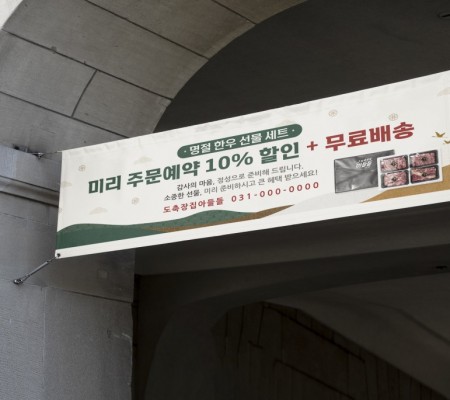 · 명절 한우 선물 세트 ·
미리 주문예약 10% 할인 + 무료배송
감사의 마음, 정성으로 준비해 드립니다.
소중한 선물, 미리 준비하시고 큰 혜택 받으세요!
도축장집아들들 031-000-0000